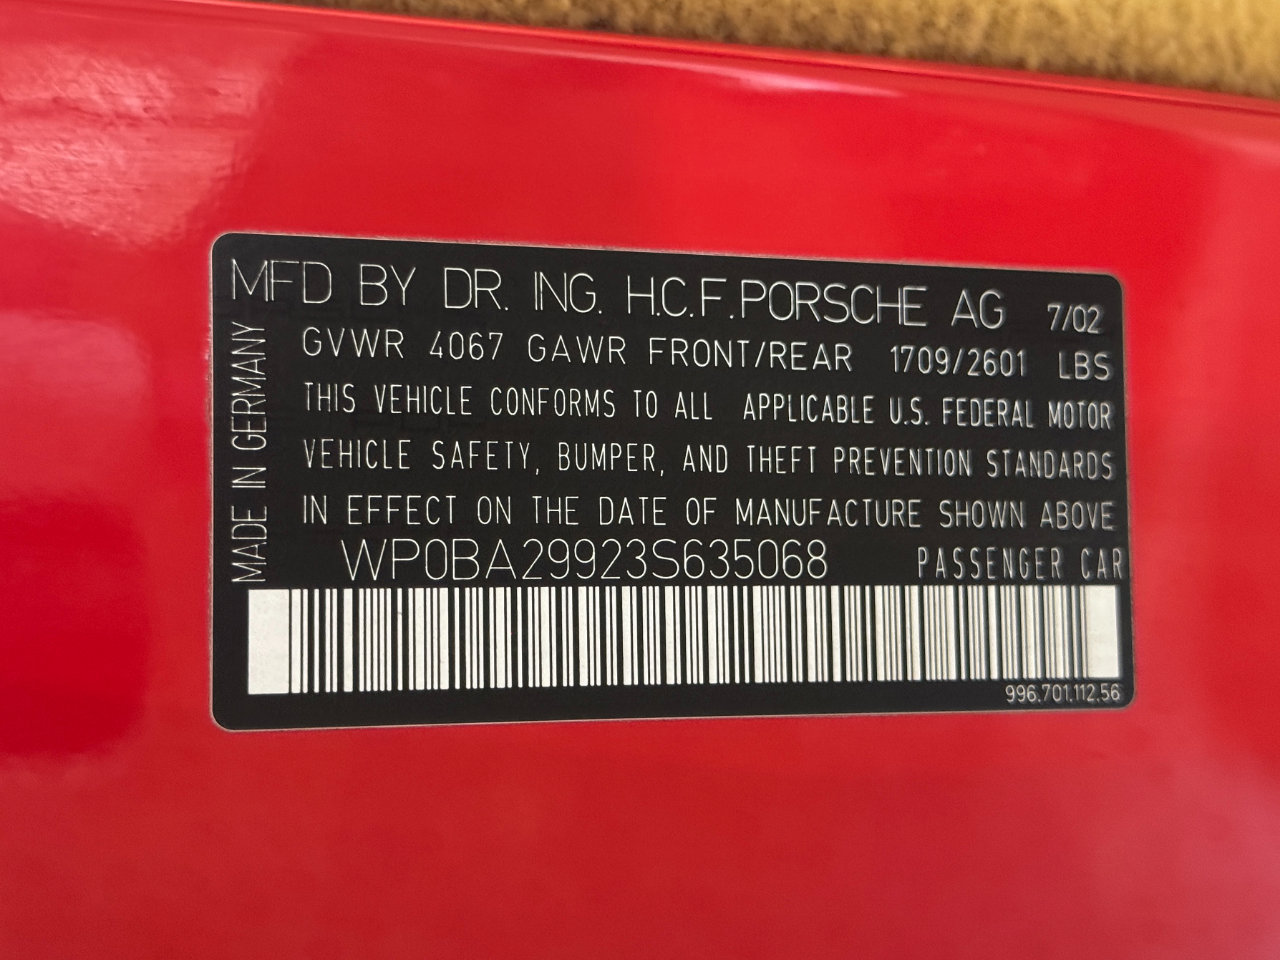 MFD BY DR. ING. H.C.F.PORSCHE AG 7/02
GVWR 4067 GAWR FRONT/REAR 1709/2601 LBS
THIS VEHICLE CONFORMS TO ALL APPLICABLE U.S. FEDERAL MOTOR
VEHICLE SAFETY, BUMPER, AND THEFT PREVENTION STANDARDS
IN EFFECT ON THE DATE OF MANUFACTURE SHOWN ABOVE
WP0BA29923S635068 PASSENGER CAR
996.701.112.56
MADE IN GERMANY